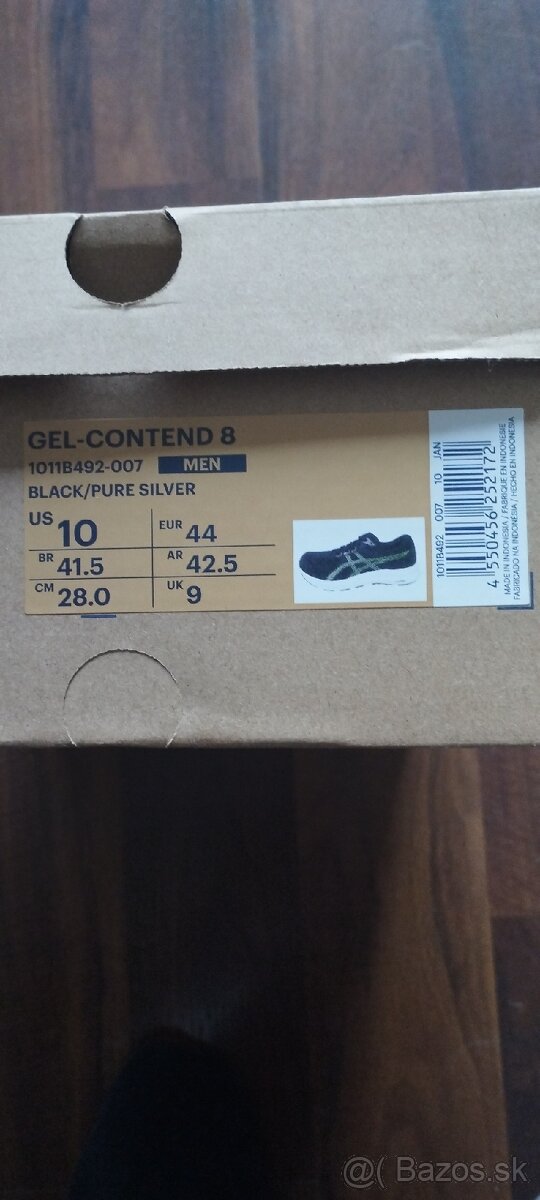 GEL-CONTEND 8
1011B492-007 MEN
BLACK/PURE SILVER
US 10 EUR 44
BR 41.5 AR 42.5
CM 28.0 UK 9
1011B492 007 10 JAN
4 550456 252172
MADE IN INDONESIA / FABRIQUE EN INDONESIE
FABRICADO NA INDONÉSIA / HECHO EN INDONESIA
@( Bazos.sk